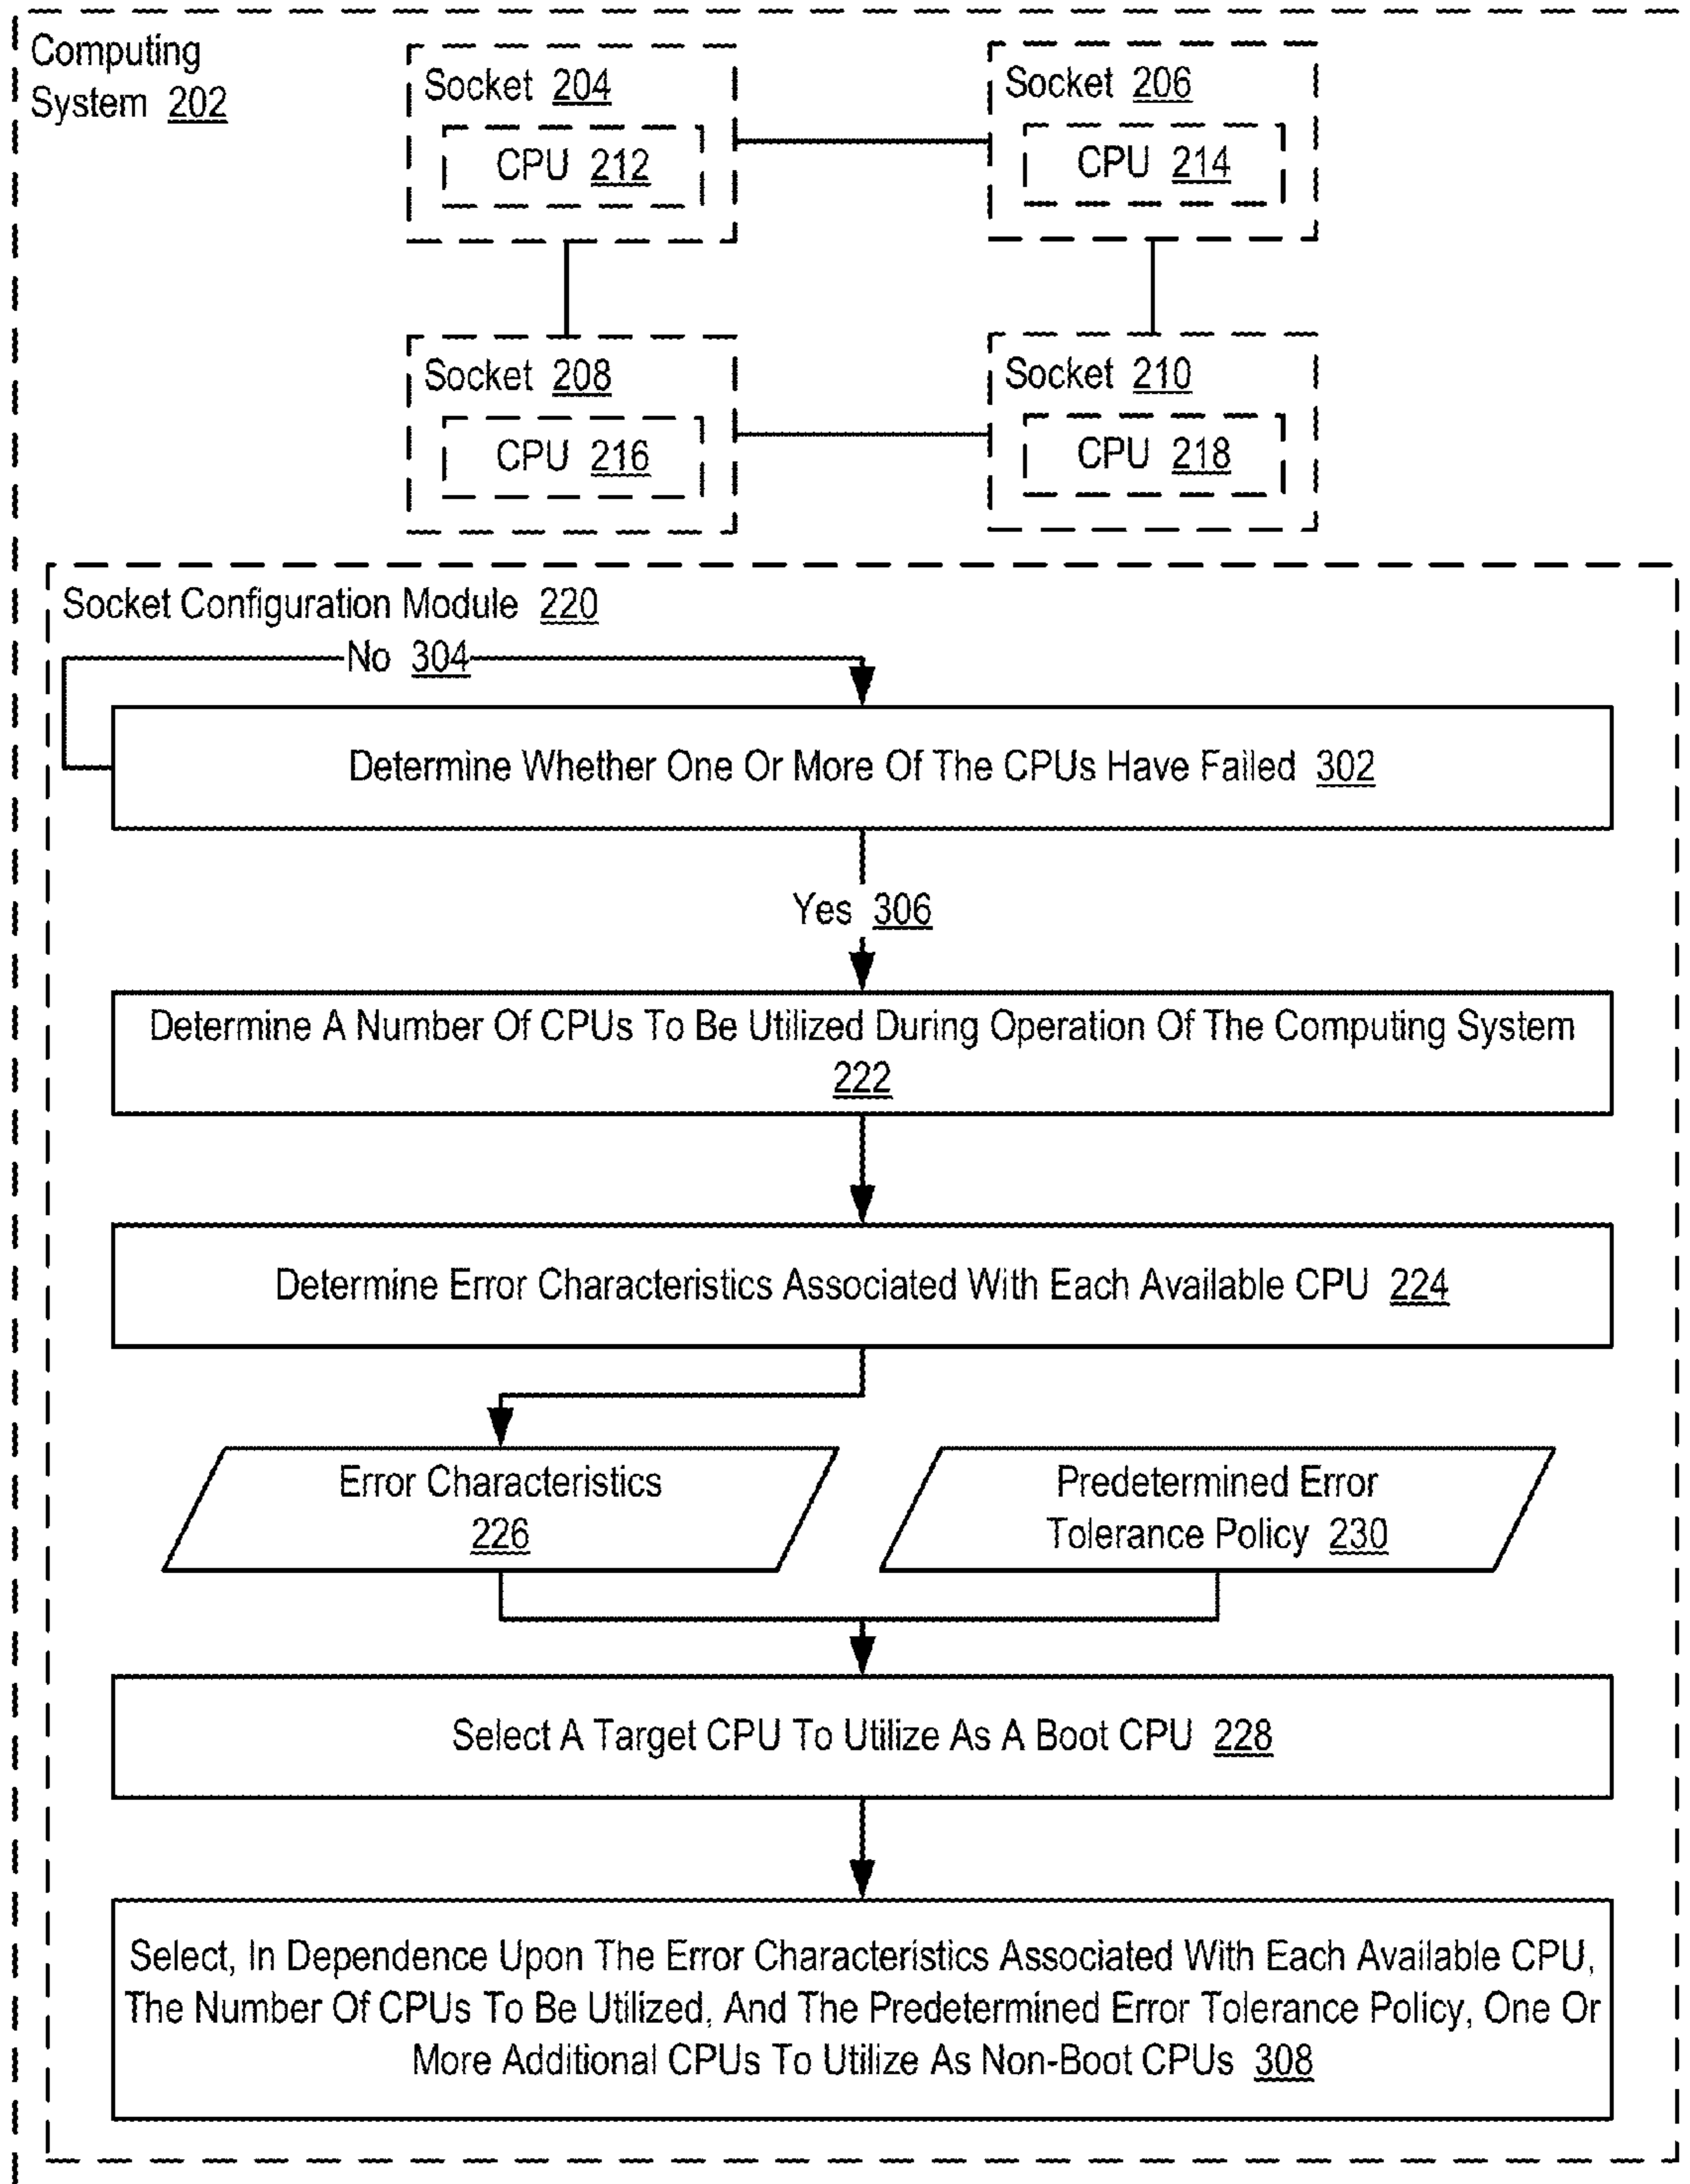 Computing
System 202
Socket 204
CPU 212
Socket 206
CPU 214
Socket 208
CPU 216
Socket 210
CPU 218
Socket Configuration Module 220
No 304
Determine Whether One Or More Of The CPUs Have Failed 302
Yes 306
Determine A Number Of CPUs To Be Utilized During Operation Of The Computing System
222
Determine Error Characteristics Associated With Each Available CPU 224
Error Characteristics
226
Predetermined Error
Tolerance Policy 230
Select A Target CPU To Utilize As A Boot CPU 228
Select, In Dependence Upon The Error Characteristics Associated With Each Available CPU,
The Number Of CPUs To Be Utilized, And The Predetermined Error Tolerance Policy, One Or
More Additional CPUs To Utilize As Non-Boot CPUs 308